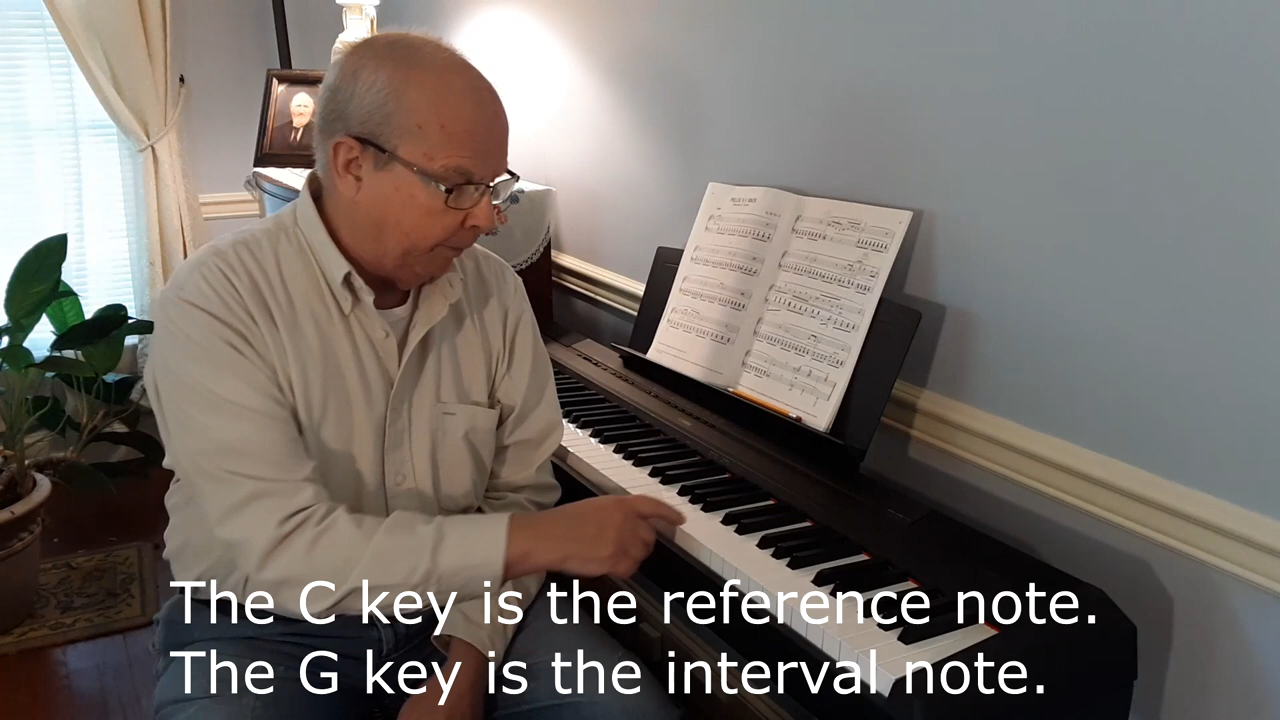 The C key is the reference note.
The G key is the interval note.